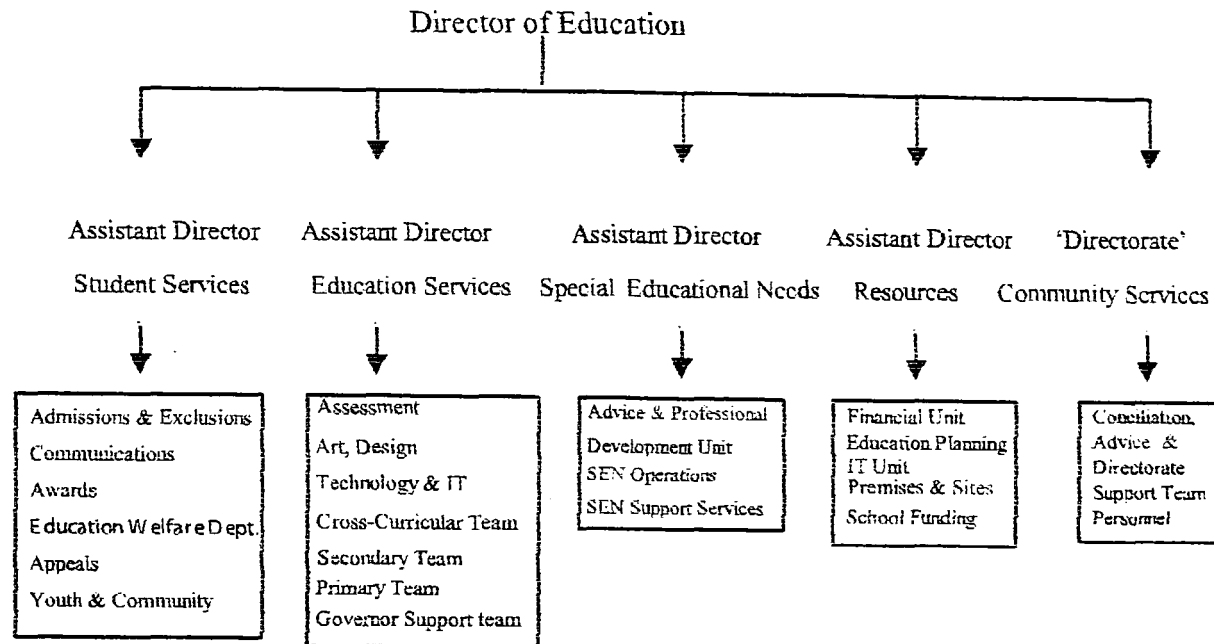 Director of Education
Assistant Director
Student Services
Assistant Director
Education Services
Assistant Director
Special Educational Needs
Assistant Director
Resources
‘Directorate’
Community Services
Admissions & Exclusions
Communications
Awards
Education Welfare Dept.
Appeals
Youth & Community
Assessment
Art, Design
Technology & IT
Cross-Curricular Team
Secondary Team
Primary Team
Governor Support team
Advice & Professional
Development Unit
SEN Operations
SEN Support Services
Financial Unit
Education Planning
IT Unit
Premises & Sites
School Funding
Conciliation,
Advice &
Directorate
Support Team
Personnel